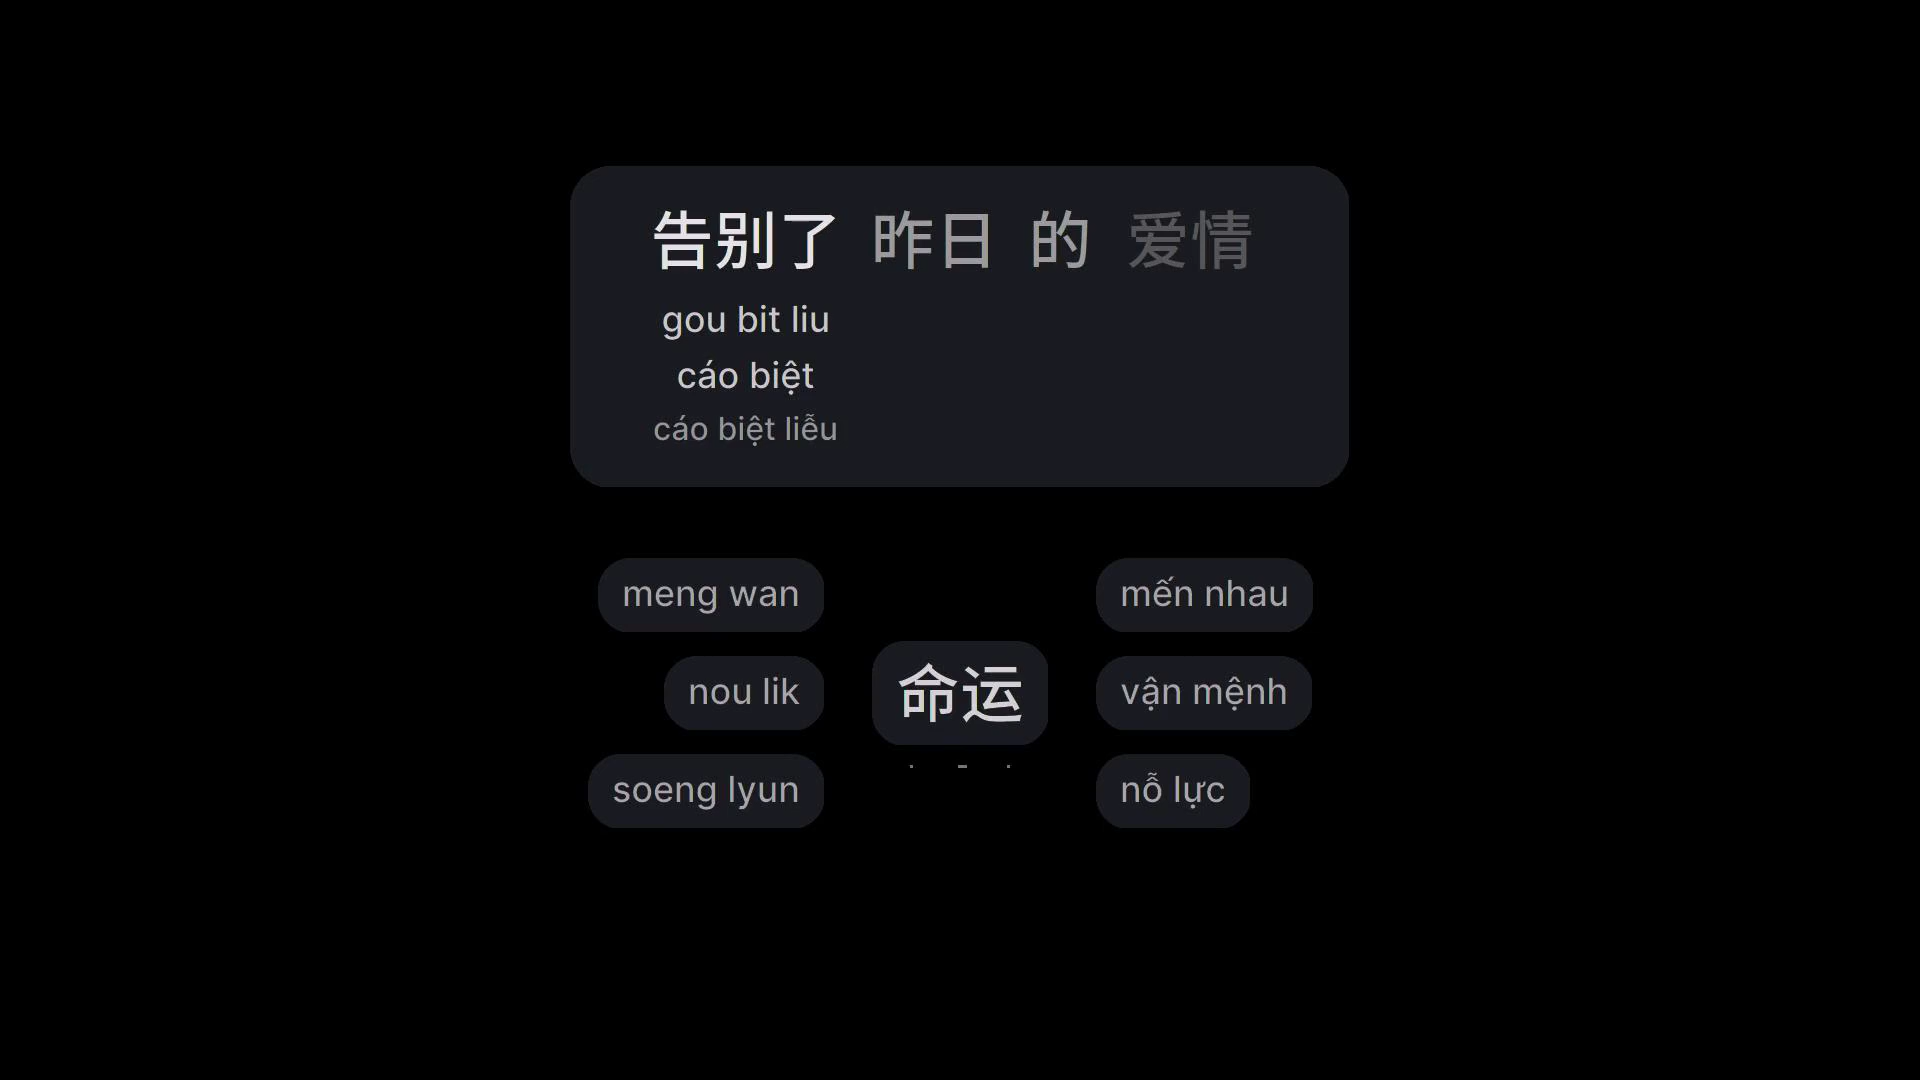 告别了 昨日 的 爱情
gou bit liu
cáo biệt
cáo biệt liễu
meng wan
mến nhau
nou lik
命运
vận mệnh
soeng lyun
nỗ lực